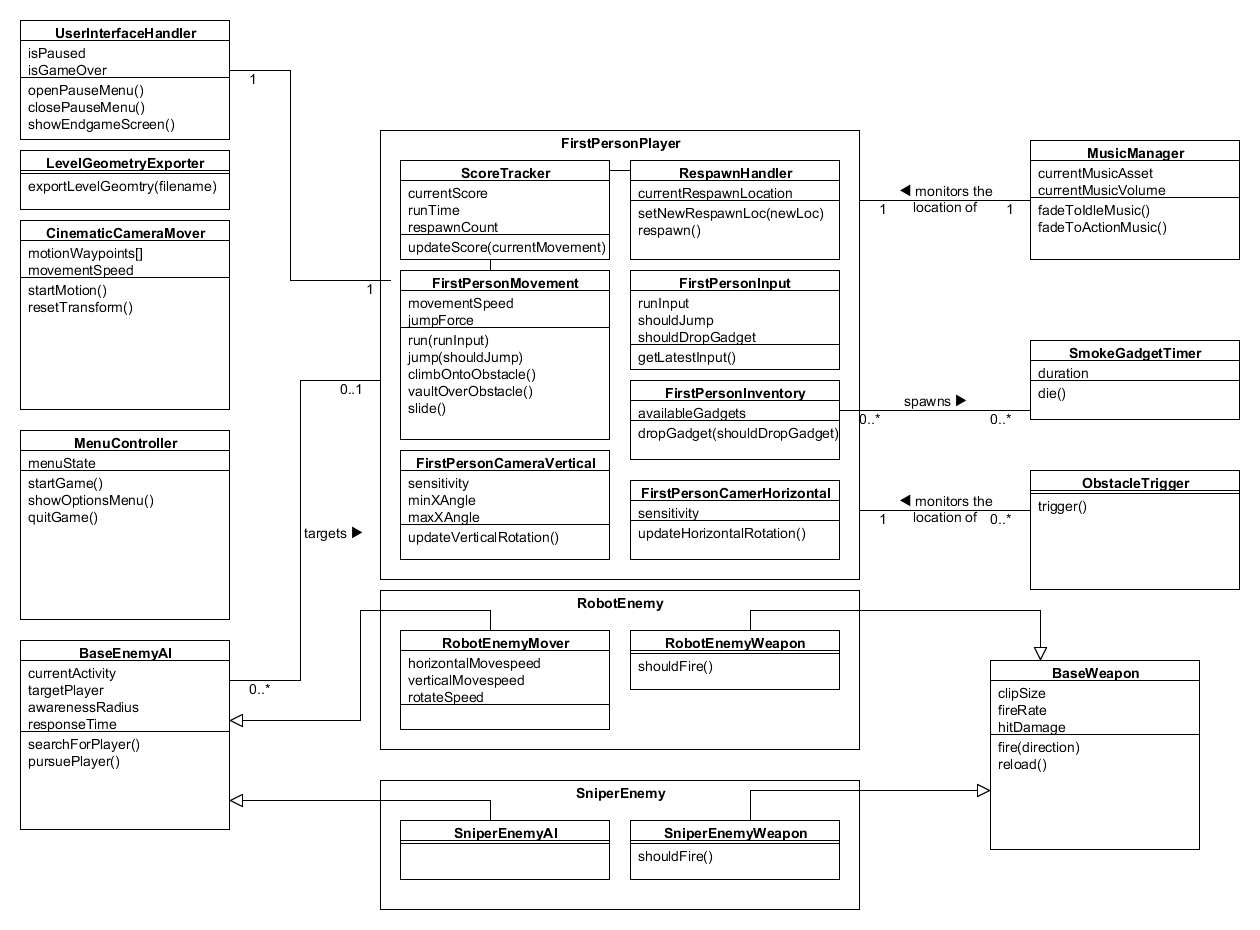 UserInterfaceHandler
isPaused
isGameOver
openPauseMenu()
closePauseMenu()
showEndgameScreen()
1
LevelGeometryExporter
exportLevelGeomtry(filename)
CinematicCameraMover
motionWaypoints[]
movementSpeed
startMotion()
resetTransform()
1
MenuController
menuState
startGame()
showOptionsMenu()
quitGame()
0..1
targets ▶
BaseEnemyAI
currentActivity
targetPlayer
awarenessRadius
responseTime
searchForPlayer()
pursuePlayer()
0..*
FirstPersonPlayer
ScoreTracker
currentScore
runTime
respawnCount
updateScore(currentMovement)
RespawnHandler
currentRespawnLocation
setNewRespawnLoc(newLoc)
respawn()
FirstPersonMovement
movementSpeed
jumpForce
run(runInput)
jump(shouldJump)
climbOntoObstacle()
vaultOverObstacle()
slide()
FirstPersonInput
runInput
shouldJump
shouldDropGadget
getLatestInput()
FirstPersonInventory
availableGadgets
dropGadget(shouldDropGadget)
FirstPersonCameraVertical
sensitivity
minXAngle
maxXAngle
updateVerticalRotation()
FirstPersonCamerHorizontal
sensitivity
updateHorizontalRotation()
◀ monitors the
location of
1
1
MusicManager
currentMusicAsset
currentMusicVolume
fadeToIdleMusic()
fadeToActionMusic()
spawns ▶
0..*
0..*
SmokeGadgetTimer
duration
die()
◀ monitors the
location of
1
0..*
ObstacleTrigger
trigger()
RobotEnemy
RobotEnemyMover
horizontalMovespeed
verticalMovespeed
rotateSpeed
RobotEnemyWeapon
shouldFire()
BaseWeapon
clipSize
fireRate
hitDamage
fire(direction)
reload()
SniperEnemy
SniperEnemyAI
SniperEnemyWeapon
shouldFire()